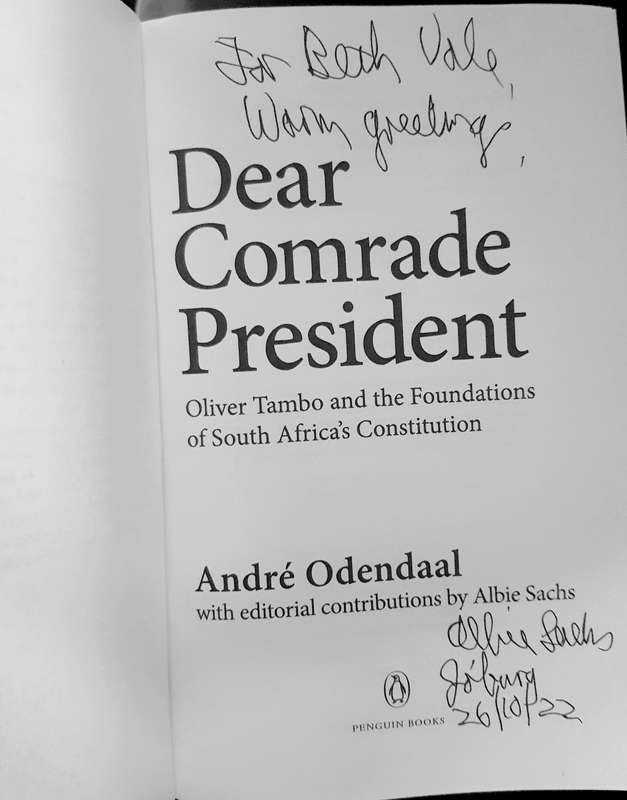 For Beth Vale,
Warm greetings,
Dear
Comrade
President
Oliver Tambo and the Foundations
of South Africa's Constitution
André Odendaal
with editorial contributions by Albie Sachs
Albie Sachs
Jo'burg
26/10/22
PENGUIN BOOKS